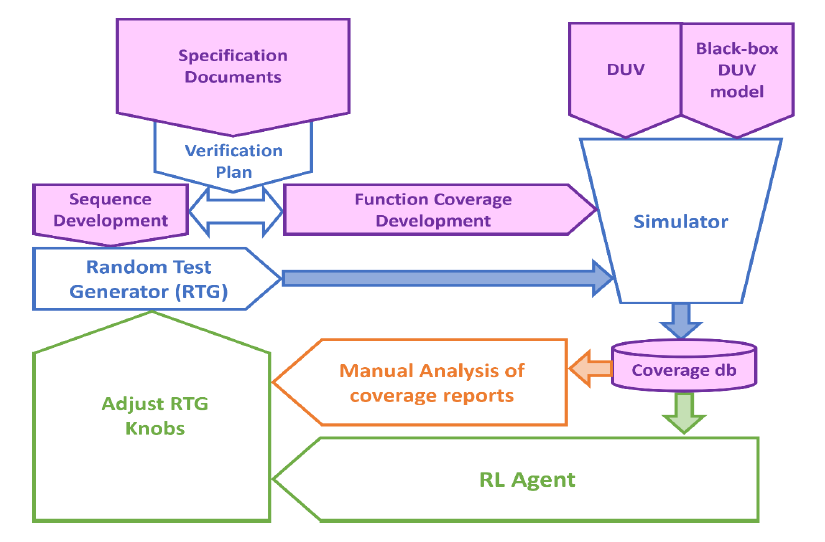 Specification
Documents
DUV
Black-box
DUV
model
Verification
Plan
Sequence
Development
Function Coverage
Development
Simulator
Random Test
Generator (RTG)
Manual Analysis of
coverage reports
Coverage db
Adjust RTG
Knobs
RL Agent